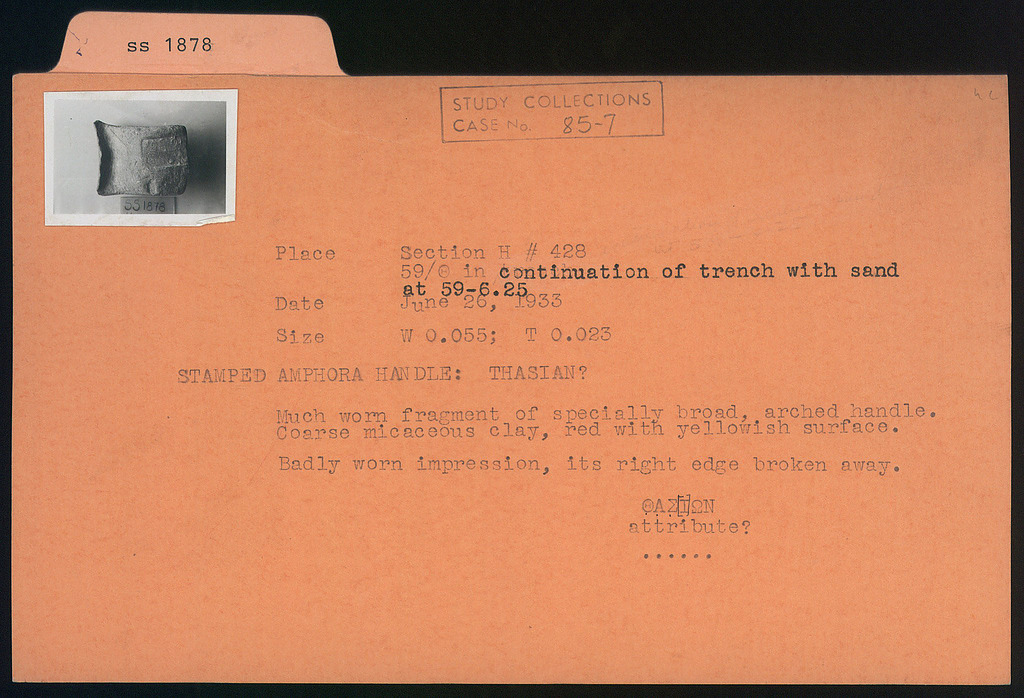 ss 1878
STUDY COLLECTIONS
CASE No. 85-7
SS1878
Place Section H # 428
59/Θ in continuation of trench with sand
at 59-6.25
Date June 26, 1933
Size W 0.055; T 0.023
STAMPED AMPHORA HANDLE: THASIAN?
Much worn fragment of specially broad, arched handle.
Coarse micaceous clay, red with yellowish surface.
Badly worn impression, its right edge broken away.
Θ̣Α̣Σ̣[Ι]ΩΝ
attribute?
......